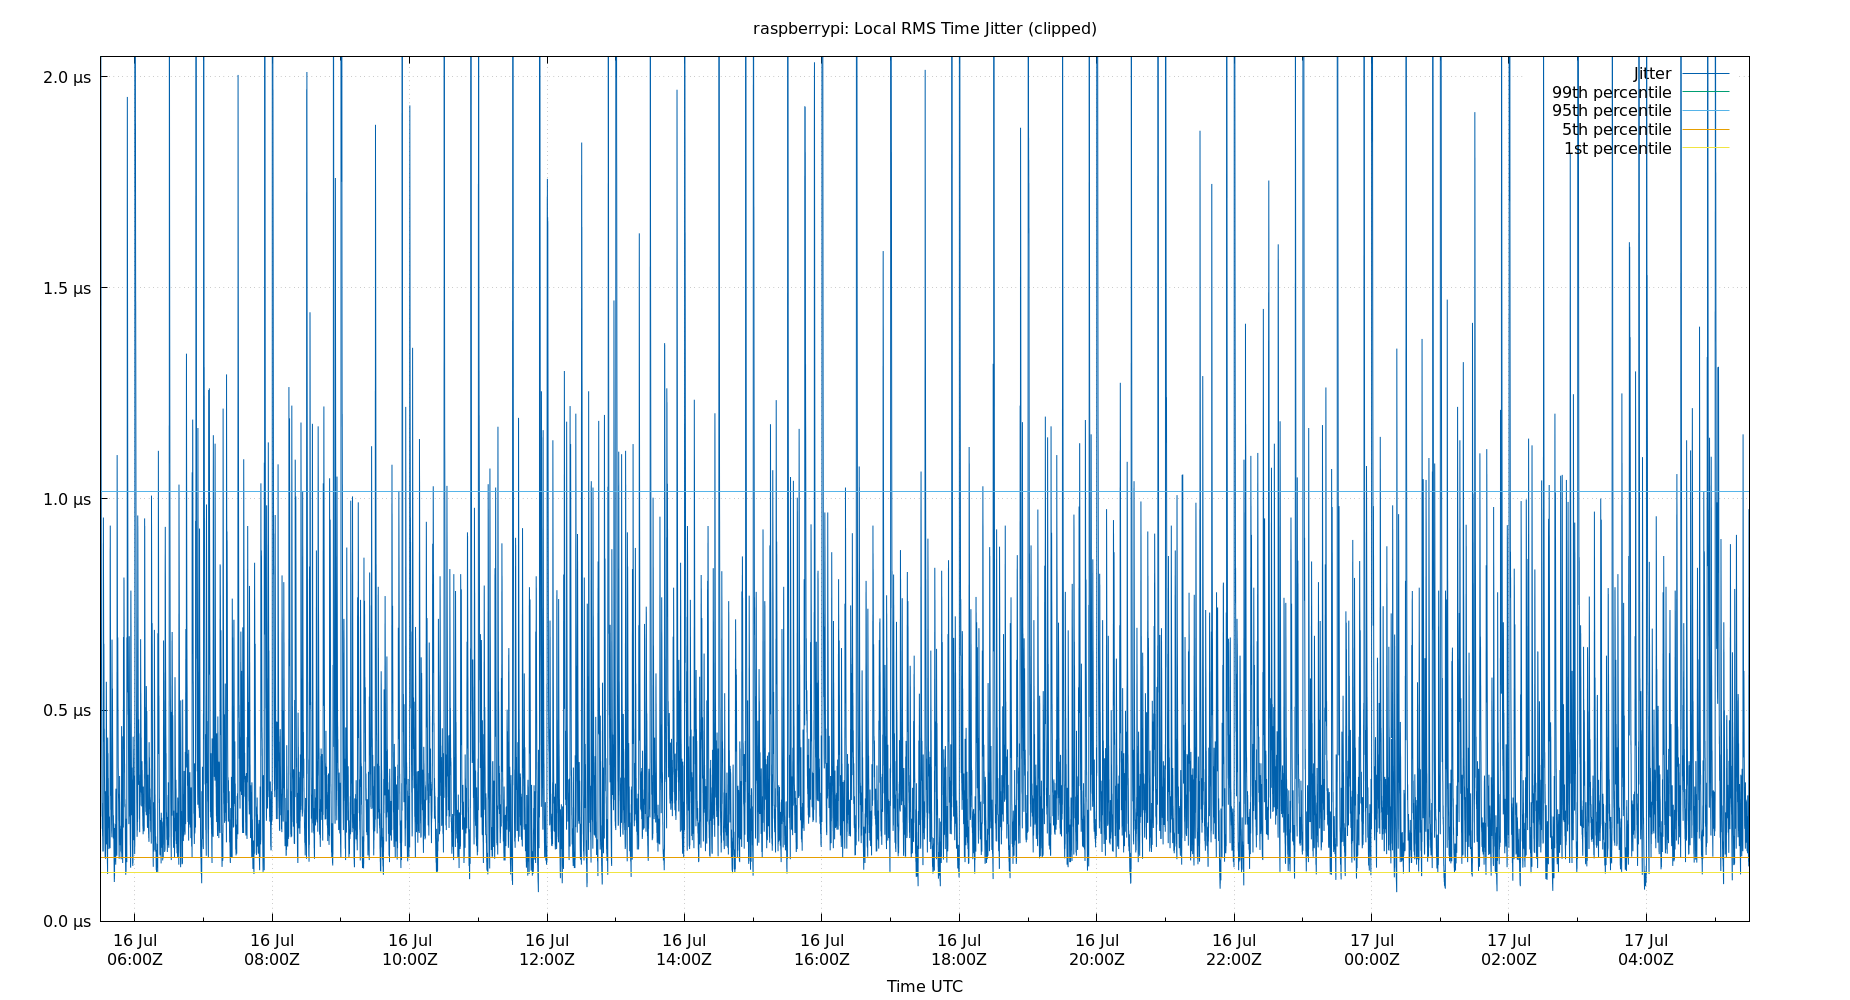 raspberrypi: Local RMS Time Jitter (clipped)
2.0 µs
1.5 µs
1.0 µs
0.5 µs
0.0 µs
Jitter
99th percentile
95th percentile
5th percentile
1st percentile
16 Jul 16 Jul 16 Jul 16 Jul 16 Jul 16 Jul 16 Jul 16 Jul 16 Jul 17 Jul 17 Jul 17 Jul
06:00Z 08:00Z 10:00Z 12:00Z 14:00Z 16:00Z 18:00Z 20:00Z 22:00Z 00:00Z 02:00Z 04:00Z
Time UTC